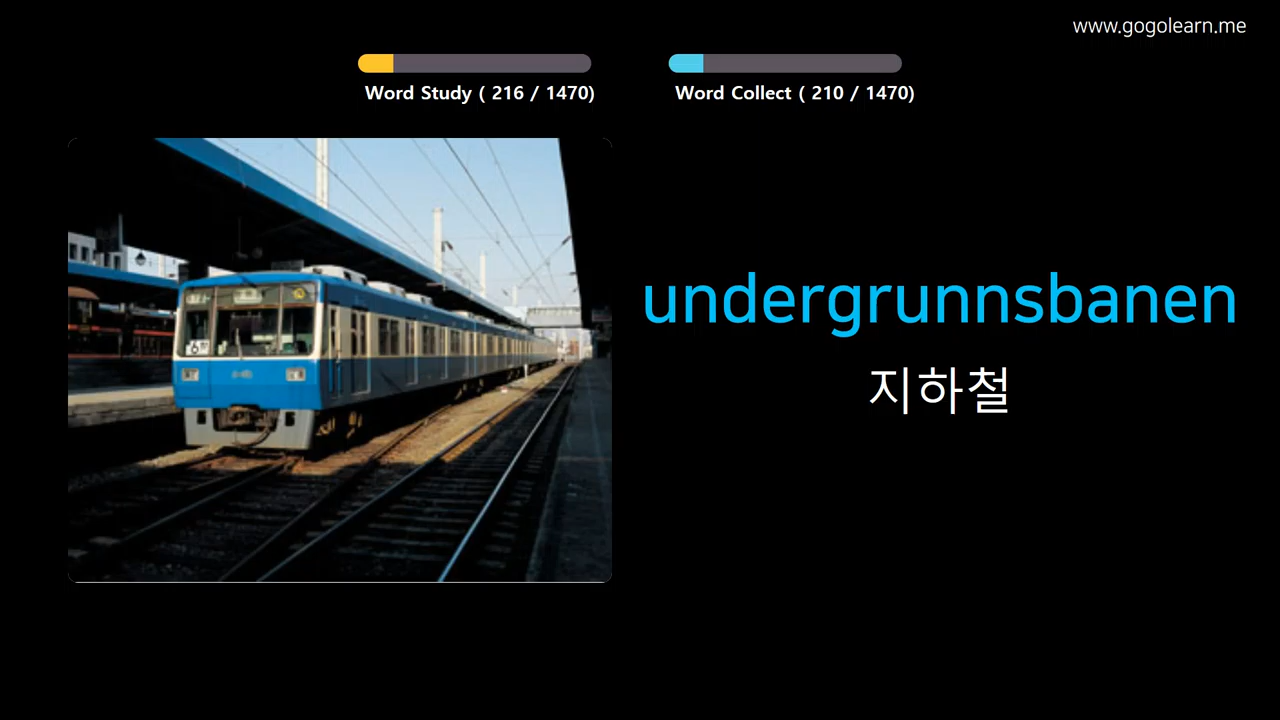 www.gogolearn.me
Word Study ( 216 / 1470)
Word Collect ( 210 / 1470)
undergrunnsbanen
지하철